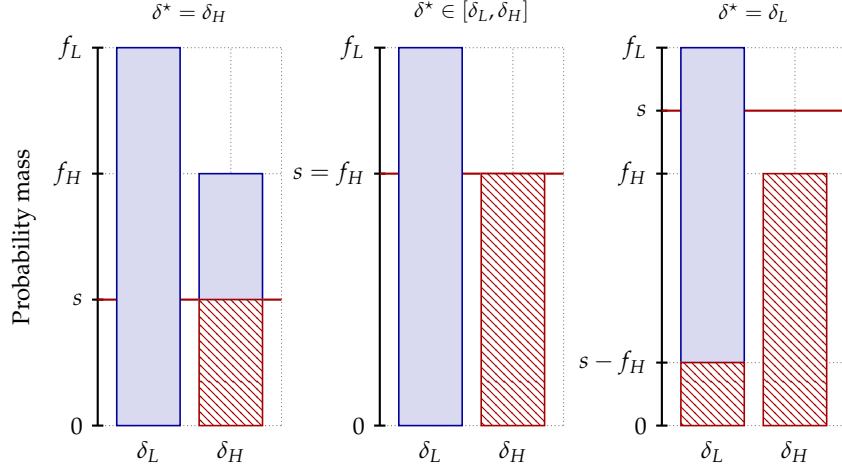 δ* = δ_H
δ* ∈ [δ_L, δ_H]
δ* = δ_L
Probability mass
f_L
f_H
s
0
δ_L
δ_H
f_L
s = f_H
0
δ_L
δ_H
f_L
s
f_H
s − f_H
0
δ_L
δ_H